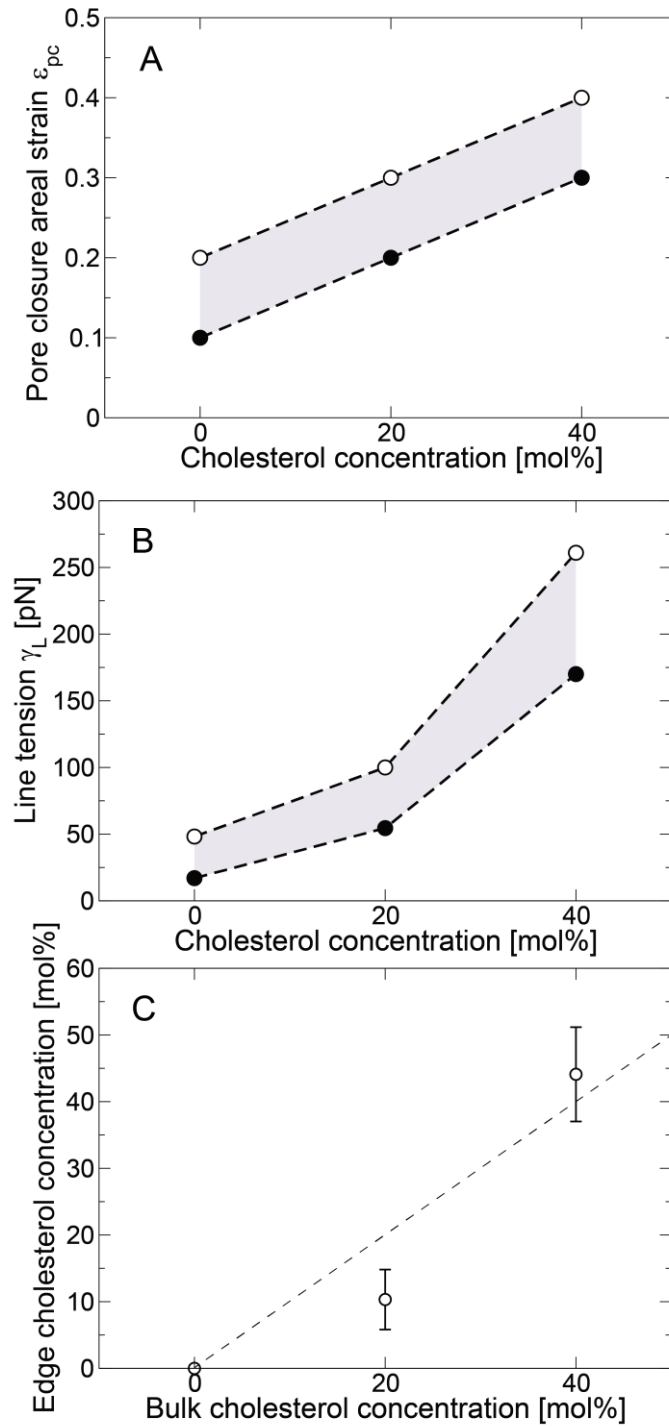 A
Pore closure areal strain ε_pc
0.5
0.4
0.3
0.2
0.1
0
0 20 40
Cholesterol concentration [mol%]
B
Line tension γ_L [pN]
300
250
200
150
100
50
0
0 20 40
Cholesterol concentration [mol%]
C
Edge cholesterol concentration [mol%]
60
50
40
30
20
10
0
0 20 40
Bulk cholesterol concentration [mol%]